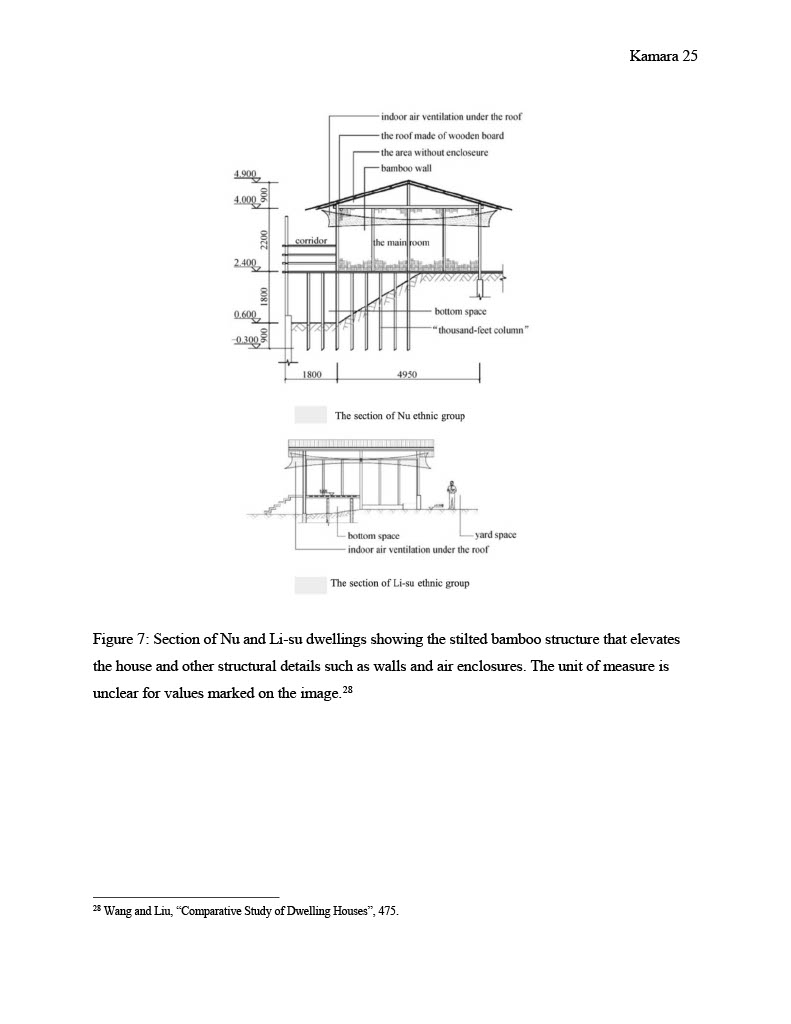 Kamara 25
indoor air ventilation under the roof
the roof made of wooden board
the area without encloseure
bamboo wall
4.900
900
4.000
2200
corridor
the main room
2.400
1800
bottom space
0.600
"thousand-feet column"
900
-0.300
1800
4950
The section of Nu ethnic group
bottom space
yard space
indoor air ventilation under the roof
The section of Li-su ethnic group
Figure 7: Section of Nu and Li-su dwellings showing the stilted bamboo structure that elevates
the house and other structural details such as walls and air enclosures. The unit of measure is
unclear for values marked on the image.²⁸
²⁸ Wang and Liu, “Comparative Study of Dwelling Houses”, 475.